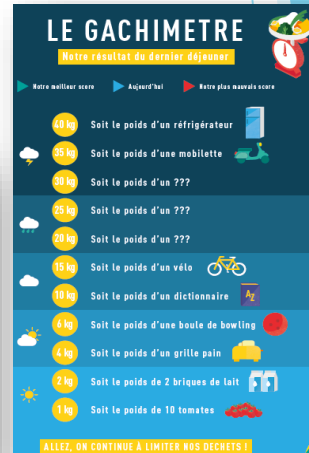 LE GACHIMETRE
Notre résultat du dernier déjeuner
Notre meilleur score
Aujourd'hui
Notre plus mauvais score
40 kg Soit le poids d'un réfrigérateur
35 kg Soit le poids d'une mobilette
30 kg Soit le poids d'un ???
25 kg Soit le poids d'un ???
20 kg Soit le poids d'un ???
15 kg Soit le poids d'un vélo
10 kg Soit le poids d'un dictionnaire
AZ
6 kg Soit le poids d'une boule de bowling
4 kg Soit le poids d'un grille pain
2 kg Soit le poids de 2 briques de lait
1 kg Soit le poids de 10 tomates
ALLEZ, ON CONTINUE À LIMITER NOS DECHETS !